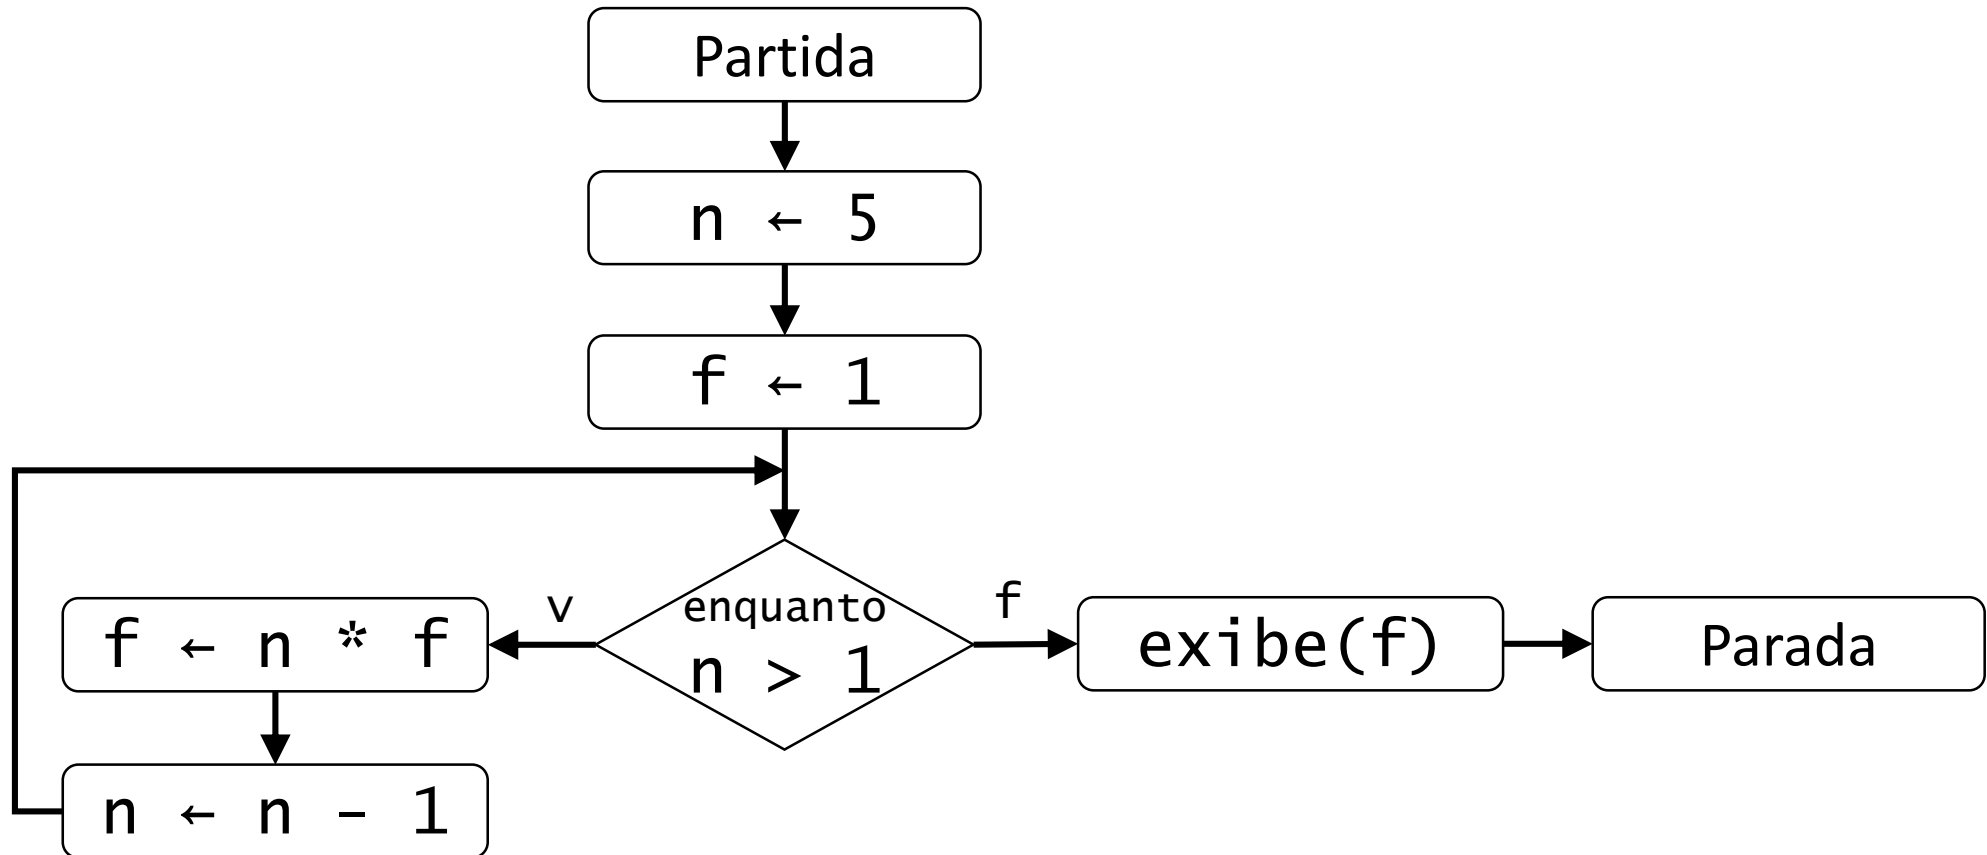 Partida
n ← 5
f ← 1
v
enquanto
n > 1
f
f ← n * f
exibe(f)
Parada
n ← n - 1